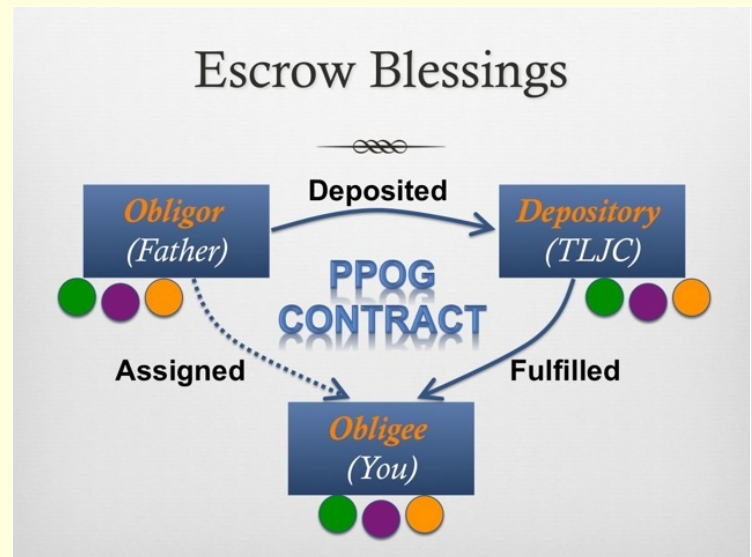 Escrow Blessings
Deposited
Obligor
(Father)
Depository
(TLJC)
PPOG
CONTRACT
Assigned
Fulfilled
Obligee
(You)